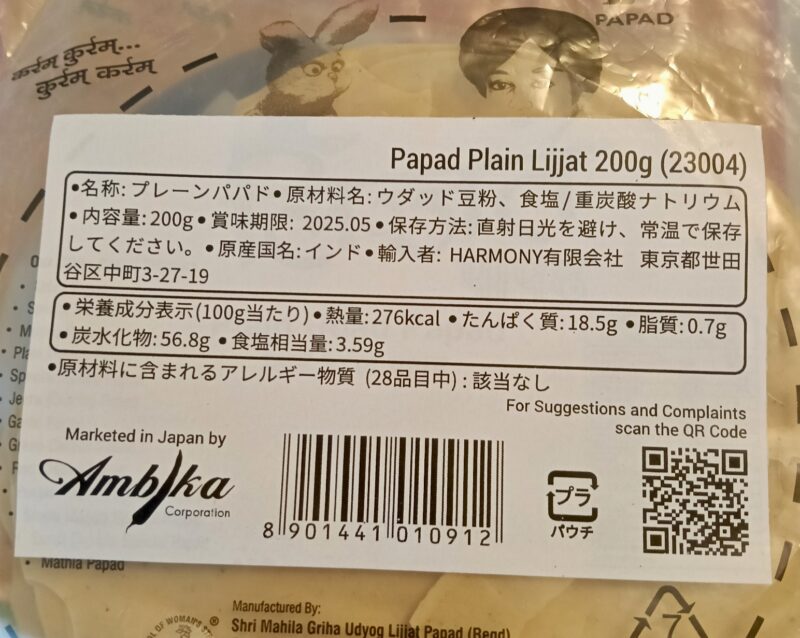 PAPAD
कुर्रम् कुर्रम्...
कुर्रम् कर्रम्
Papad Plain Lijjat 200g (23004)
•名称: プレーンパパド•原材料名: ウダッド豆粉、食塩/重炭酸ナトリウム
•内容量: 200g•賞味期限: 2025.05•保存方法: 直射日光を避け、常温で保存
してください。•原産国名: インド•輸入者: HARMONY有限会社 東京都世田
谷区中町3-27-19
•栄養成分表示(100g当たり)•熱量: 276kcal•たんぱく質: 18.5g•脂質: 0.7g
•炭水化物: 56.8g•食塩相当量: 3.59g
•原材料に含まれるアレルギー物質 (28品目中) : 該当なし
For Suggestions and Complaints
scan the QR Code
Marketed in Japan by
Ambika
Corporation
8 901441 010912
プラ
パウチ
• Mathia Papad
Manufactured By:
Shri Mahila Griha Udyog Lijjat Papad (Regd)
7